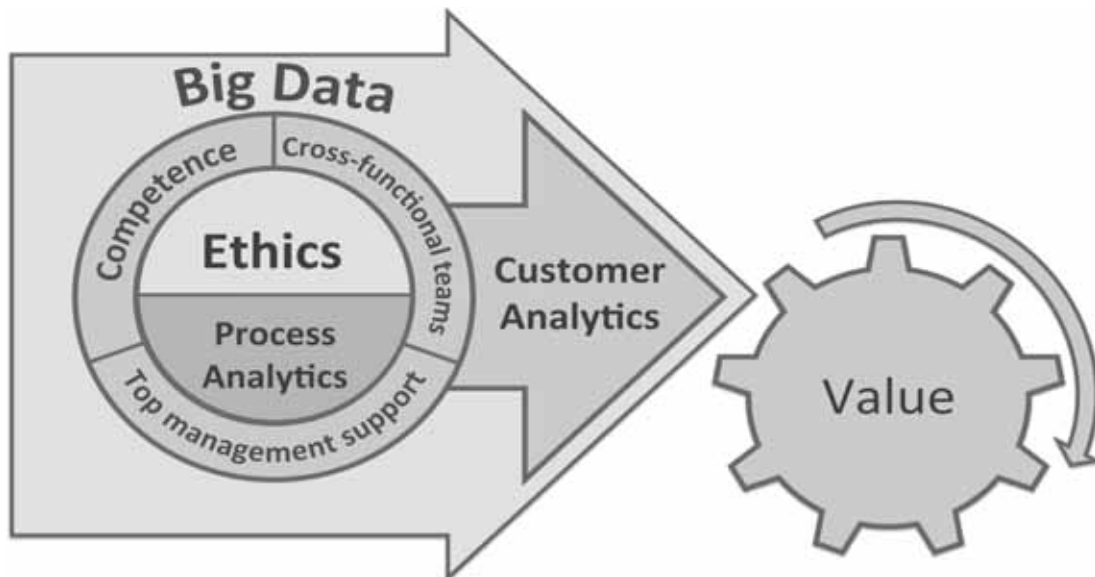 Big Data
Competence
Cross-functional teams
Ethics
Process
Analytics
Top management support
Customer
Analytics
Value